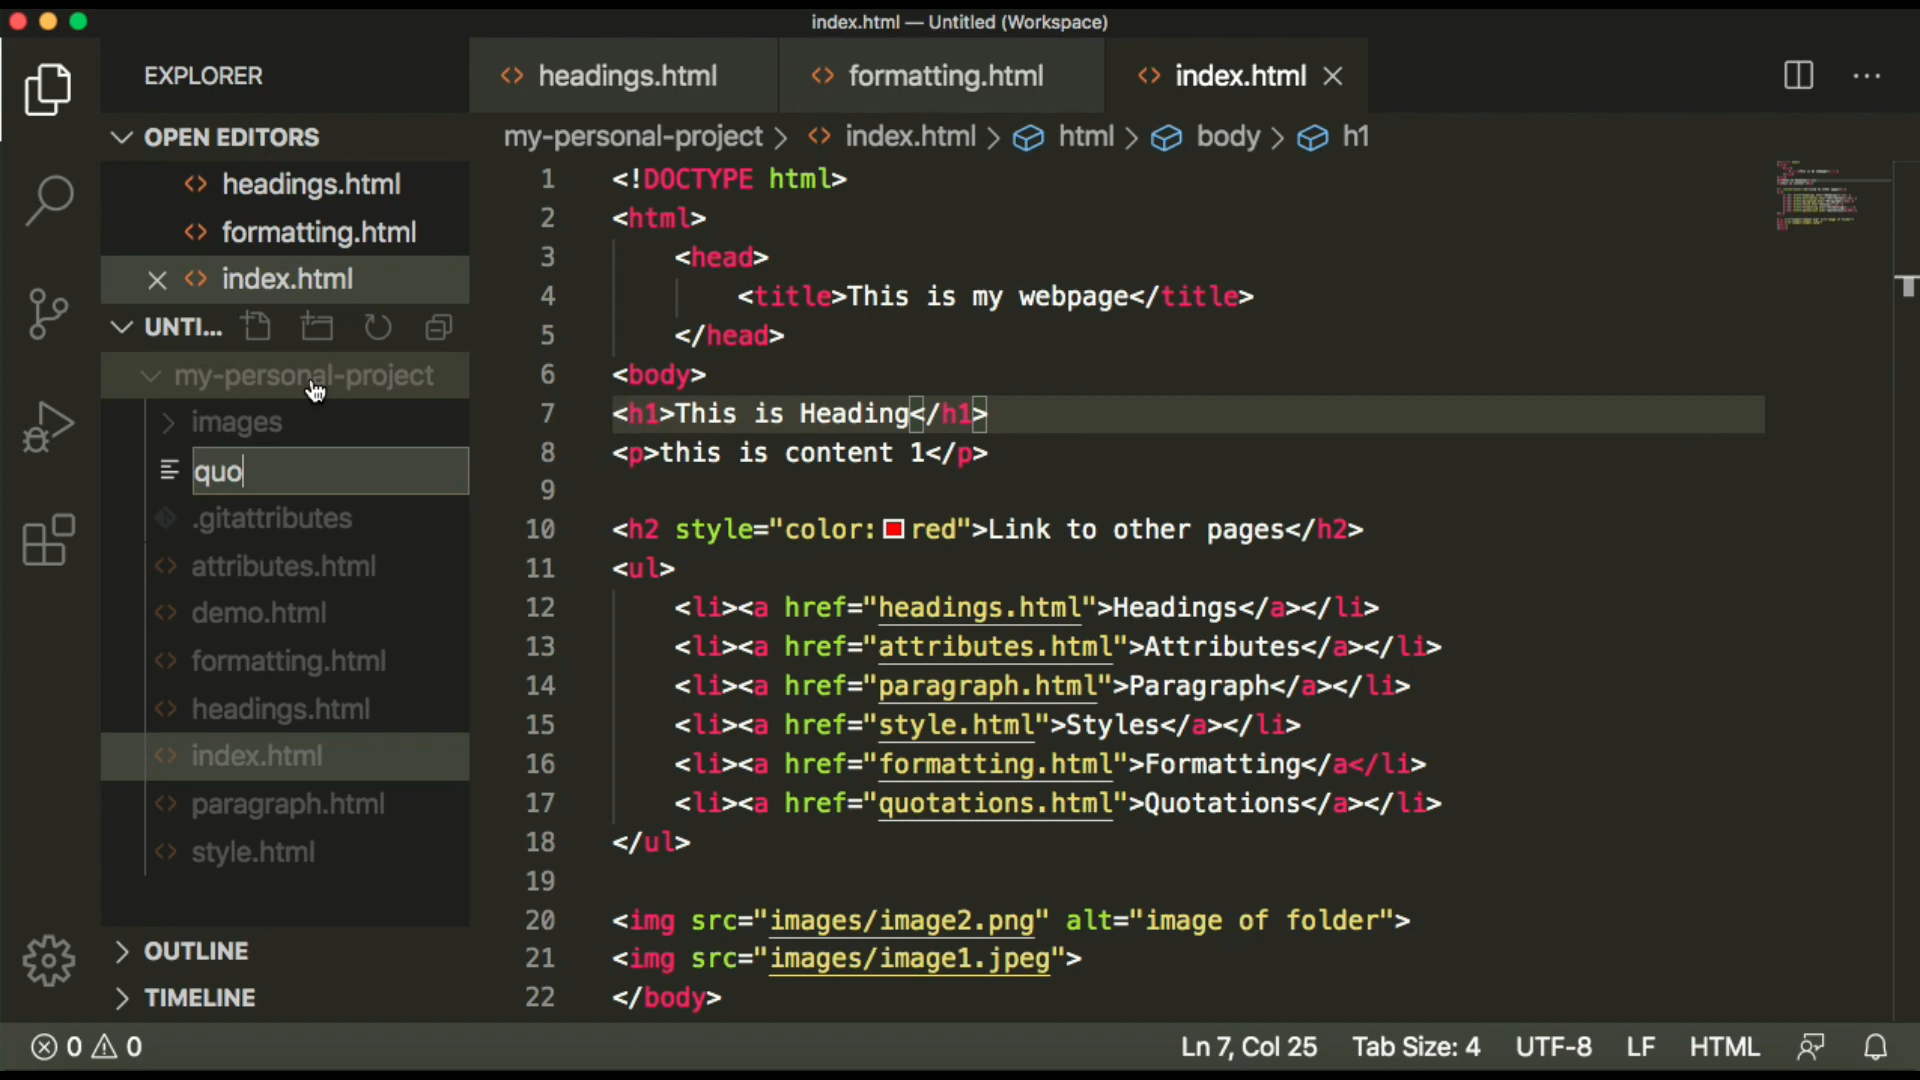 index.html — Untitled (Workspace)
EXPLORER
OPEN EDITORS
headings.html
formatting.html
index.html
UNTI...
my-personal-project
images
quo
.gitattributes
attributes.html
demo.html
formatting.html
headings.html
index.html
paragraph.html
style.html
OUTLINE
TIMELINE
headings.html formatting.html index.html
my-personal-project > index.html > html > body > h1
1 <!DOCTYPE html>
2 <html>
3 <head>
4 <title>This is my webpage</title>
5 </head>
6 <body>
7 <h1>This is Heading</h1>
8 <p>this is content 1</p>
9
10 <h2 style="color:red">Link to other pages</h2>
11 <ul>
12 <li><a href="headings.html">Headings</a></li>
13 <li><a href="attributes.html">Attributes</a></li>
14 <li><a href="paragraph.html">Paragraph</a></li>
15 <li><a href="style.html">Styles</a></li>
16 <li><a href="formatting.html">Formatting</a</li>
17 <li><a href="quotations.html">Quotations</a></li>
18 </ul>
19
20 <img src="images/image2.png" alt="image of folder">
21 <img src="images/image1.jpeg">
22 </body>
0 0 Ln 7, Col 25 Tab Size: 4 UTF-8 LF HTML